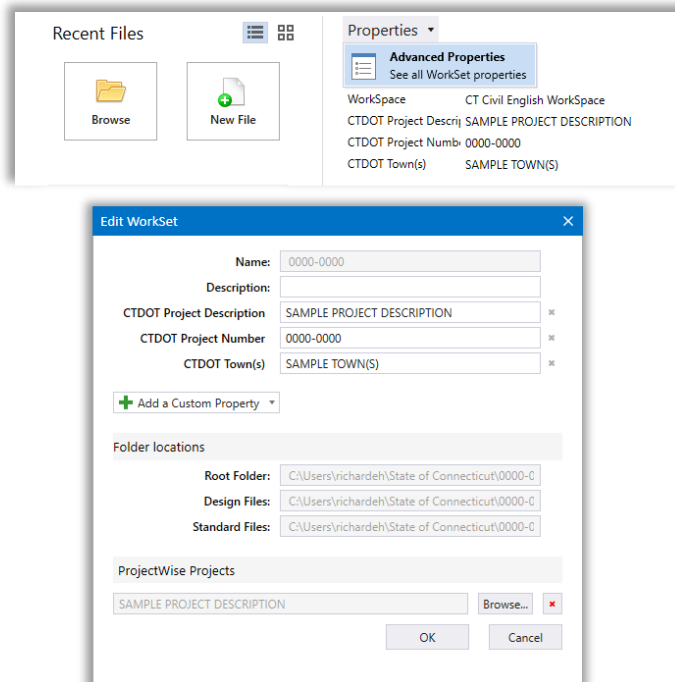 Recent Files
Properties
Advanced Properties
See all WorkSet properties
Browse
New File
WorkSpace CT Civil English WorkSpace
CTDOT Project Descrip SAMPLE PROJECT DESCRIPTION
CTDOT Project Numb 0000-0000
CTDOT Town(s) SAMPLE TOWN(S)
Edit WorkSet
Name: 0000-0000
Description:
CTDOT Project Description SAMPLE PROJECT DESCRIPTION
CTDOT Project Number 0000-0000
CTDOT Town(s) SAMPLE TOWN(S)
Add a Custom Property
Folder locations
Root Folder: C:\Users\richardeh\State of Connecticut\0000-0
Design Files: C:\Users\richardeh\State of Connecticut\0000-0
Standard Files: C:\Users\richardeh\State of Connecticut\0000-0
ProjectWise Projects
SAMPLE PROJECT DESCRIPTION Browse...
OK Cancel